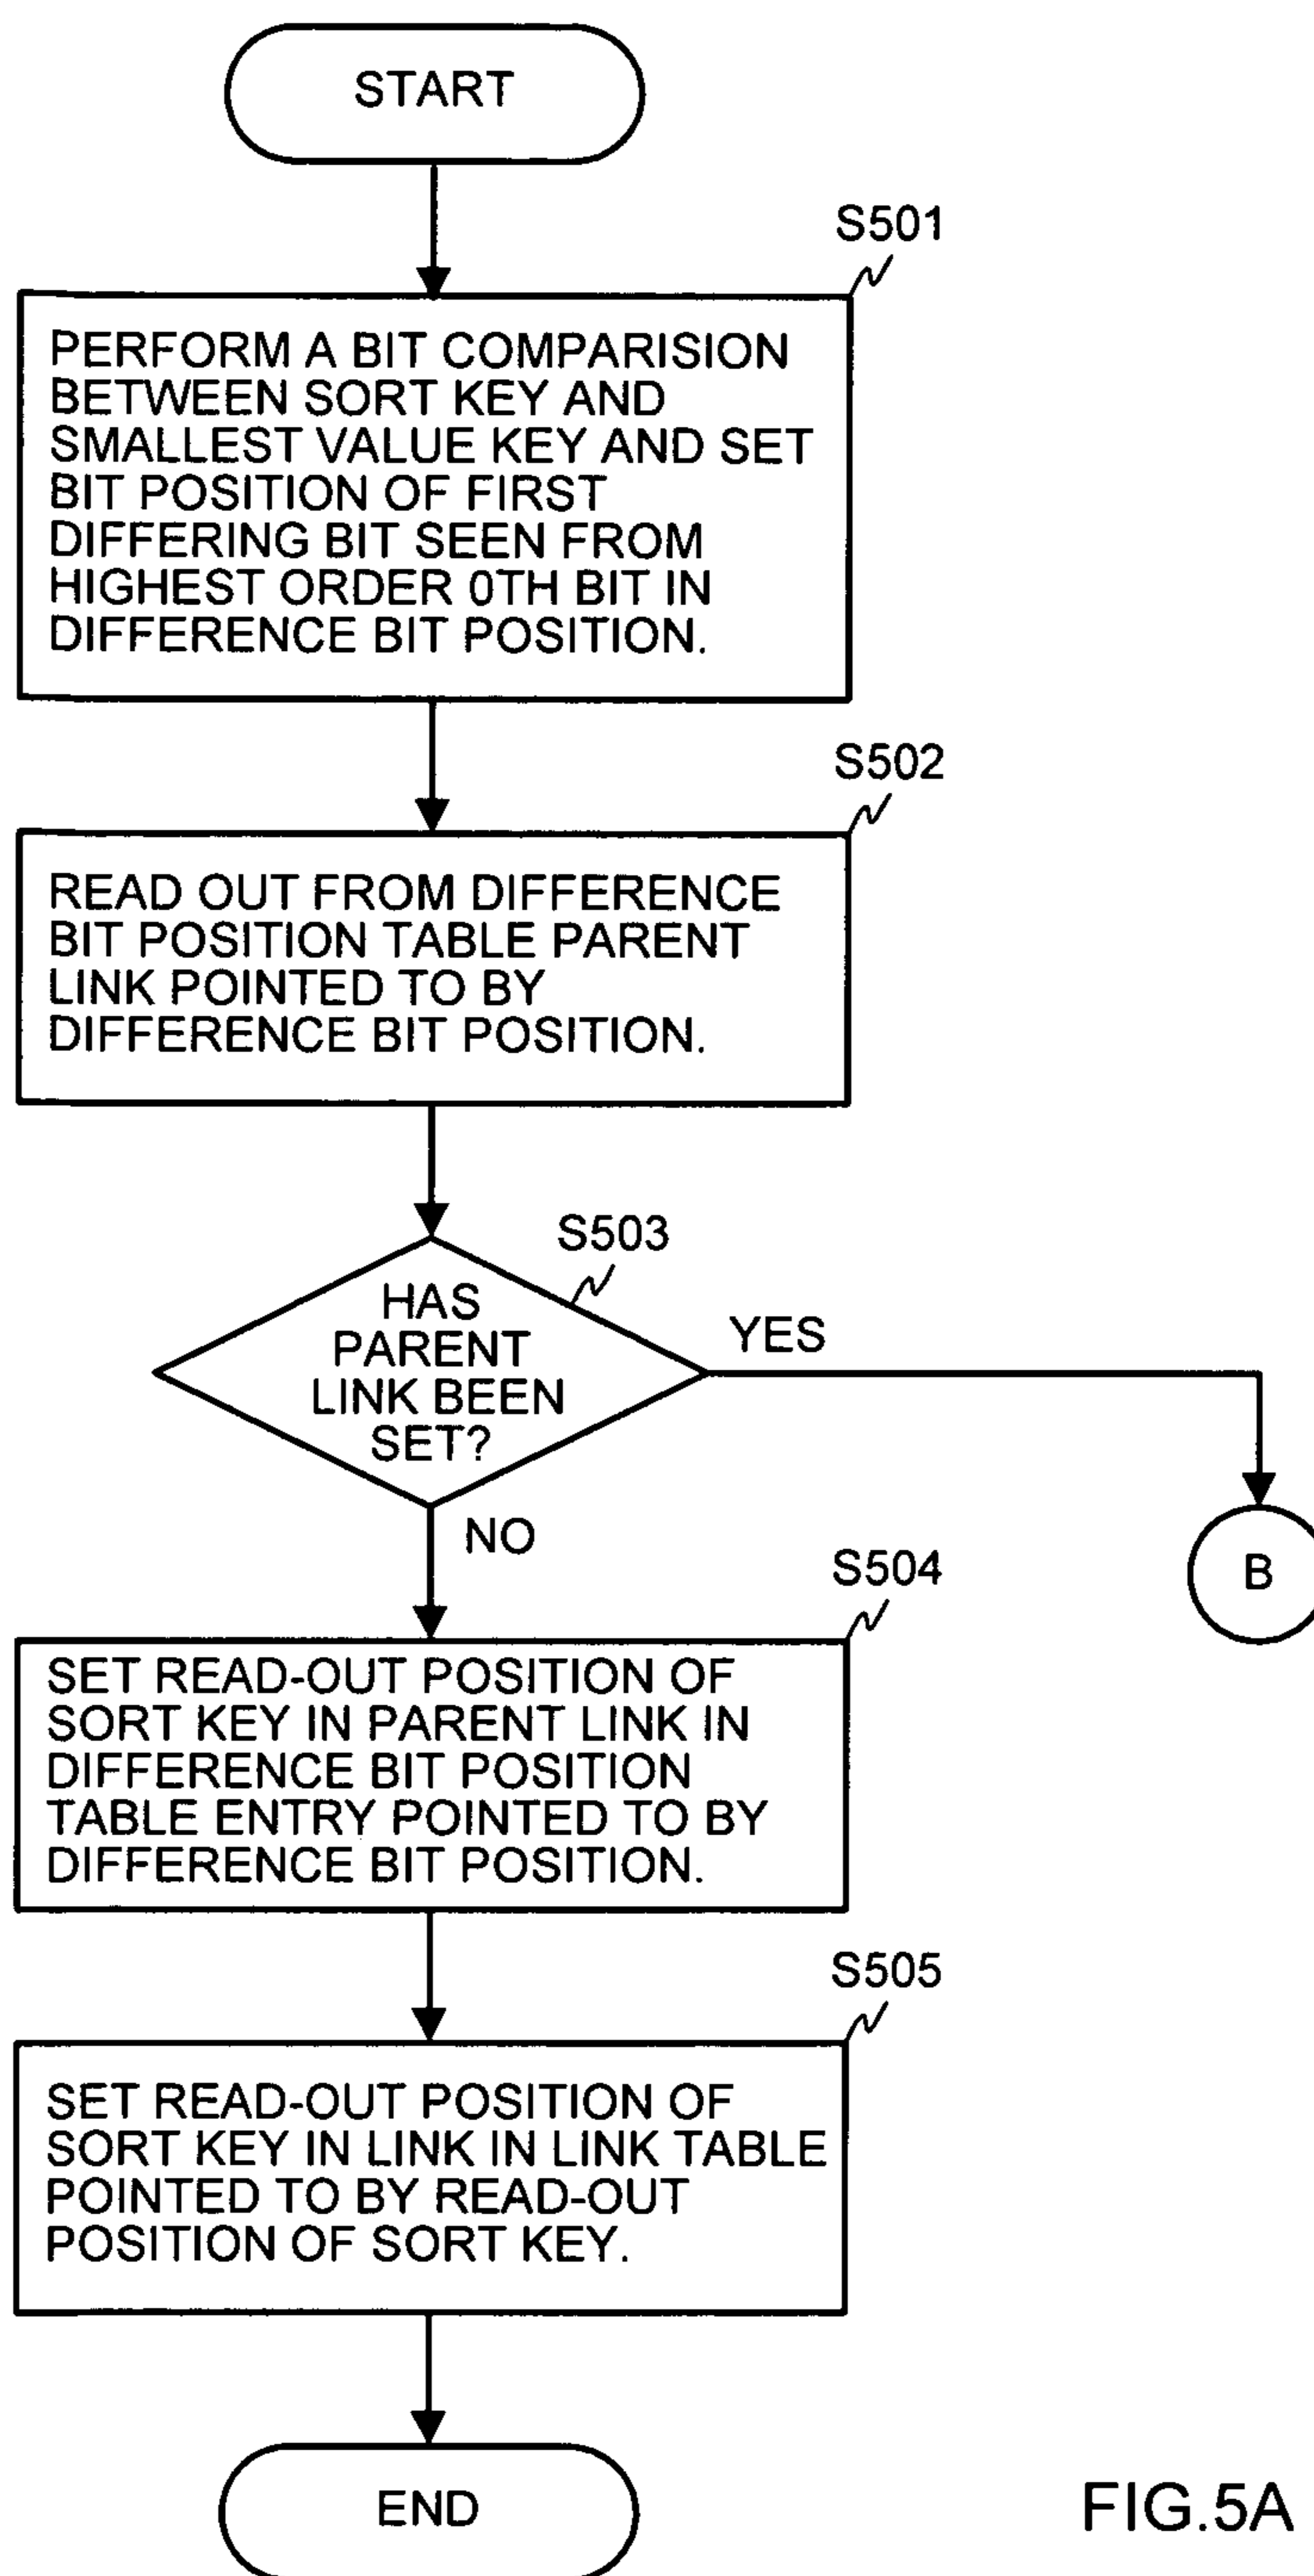 START
S501
PERFORM A BIT COMPARISION
BETWEEN SORT KEY AND
SMALLEST VALUE KEY AND SET
BIT POSITION OF FIRST
DIFFERING BIT SEEN FROM
HIGHEST ORDER 0TH BIT IN
DIFFERENCE BIT POSITION.
S502
READ OUT FROM DIFFERENCE
BIT POSITION TABLE PARENT
LINK POINTED TO BY
DIFFERENCE BIT POSITION.
S503
HAS
PARENT
LINK BEEN
SET?
YES
NO
B
S504
SET READ-OUT POSITION OF
SORT KEY IN PARENT LINK IN
DIFFERENCE BIT POSITION
TABLE ENTRY POINTED TO BY
DIFFERENCE BIT POSITION.
S505
SET READ-OUT POSITION OF
SORT KEY IN LINK IN LINK TABLE
POINTED TO BY READ-OUT
POSITION OF SORT KEY.
END
FIG.5A